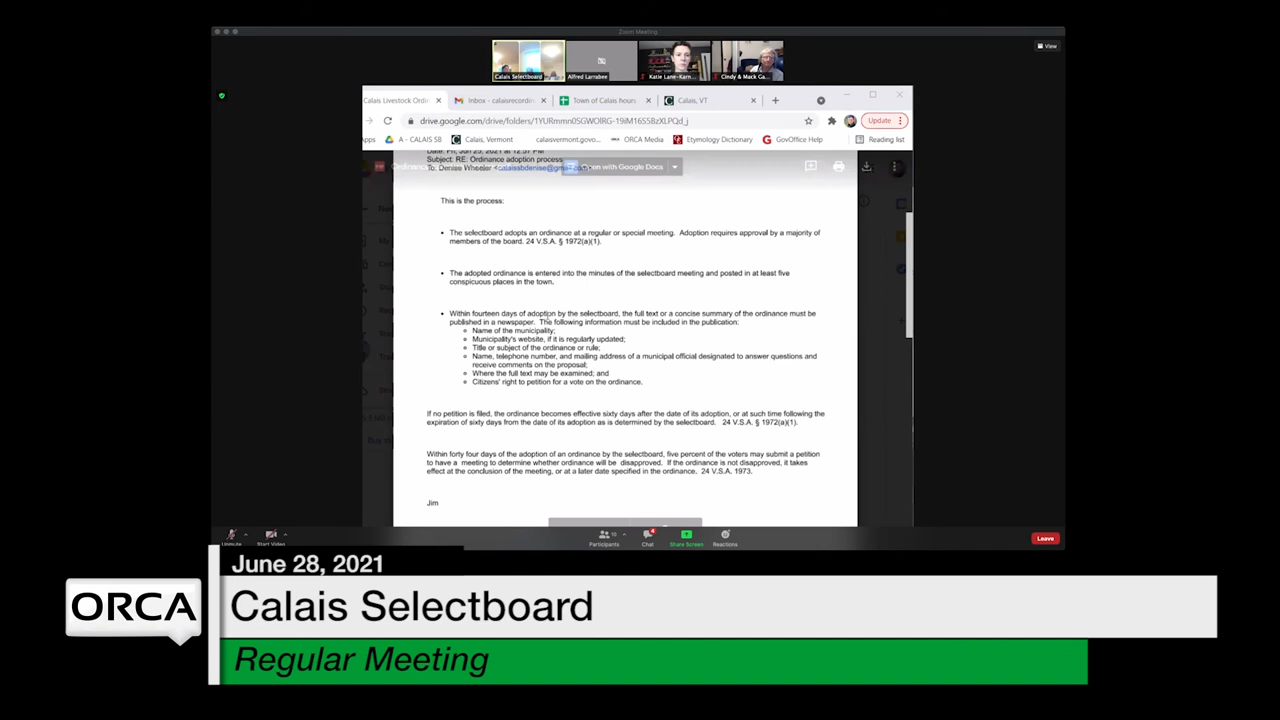 Zoom Meeting
View
Calais Selectboard
Alfred Larrabee
Katie Lane-Karn...
Cindy & Mack Ga...
Calais Livestock Ordin
Inbox - calaisrecordin
Town of Calais hours
Calais, VT
Update
Apps
A - CALAIS SB
Calais, Vermont
calaisvermont.gov...
ORCA Media
Etymology Dictionary
GovOffice Help
Reading list
Subject: RE: Ordinance adoption process
To: Denise Wheeler
with Google Docs
This is the process:
• The selectboard adopts an ordinance at a regular or special meeting. Adoption requires approval by a majority of
members of the board. 24 V.S.A. § 1972(a)(1).
• The adopted ordinance is entered into the minutes of the selectboard meeting and posted in at least five
conspicuous places in the town.
• Within fourteen days of adoption by the selectboard, the full text or a concise summary of the ordinance must be
published in a newspaper. The following information must be included in the publication:
○ Name of the municipality;
○ Municipality's website, if it is regularly updated;
○ Title or subject of the ordinance or rule;
○ Name, telephone number, and mailing address of a municipal official designated to answer questions and
receive comments on the proposal;
○ Where the full text may be examined; and
○ Citizens' right to petition for a vote on the ordinance.
If no petition is filed, the ordinance becomes effective sixty days after the date of its adoption, or at such time following the
expiration of sixty days from the date of its adoption as is determined by the selectboard. 24 V.S.A. § 1972(a)(1).
Within forty four days of the adoption of an ordinance by the selectboard, five percent of the voters may submit a petition
to have a meeting to determine whether ordinance will be disapproved. If the ordinance is not disapproved, it takes
effect at the conclusion of the meeting, or at a later date specified in the ordinance. 24 V.S.A. 1973.
Jim
Unmute
Start Video
Participants
Chat
Share Screen
Reactions
Leave
June 28, 2021
ORCA
Calais Selectboard
Regular Meeting